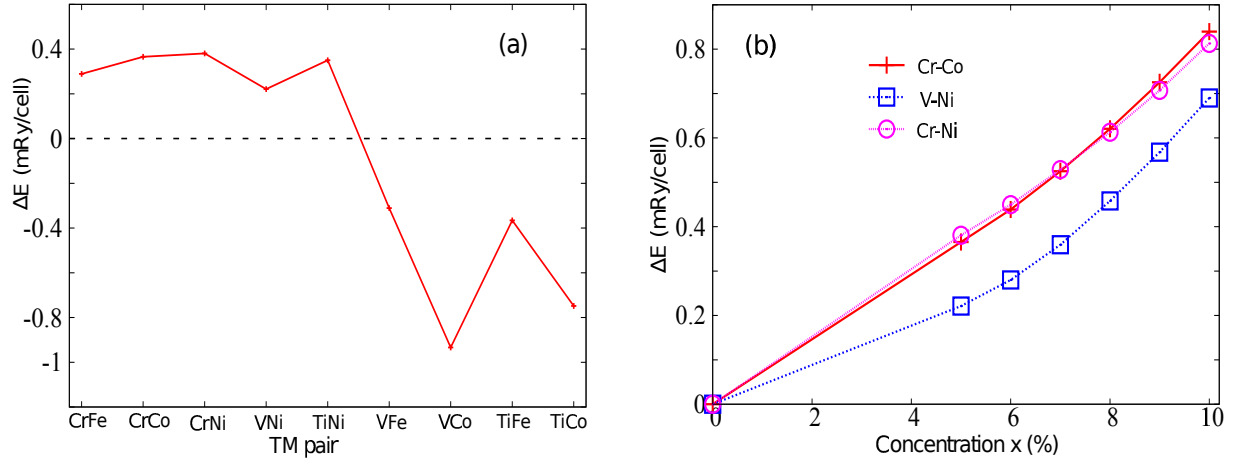 (a)
ΔE (mRy/cell)
0.4
0
-0.4
-0.8
-1
CrFe CrCo CrNi VNi TiNi VFe VCo TiFe TiCo
TM pair
(b)
ΔE (mRy/cell)
0.8
0.6
0.4
0.2
0
Cr-Co
V-Ni
Cr-Ni
0 2 4 6 8 10
Concentration x (%)